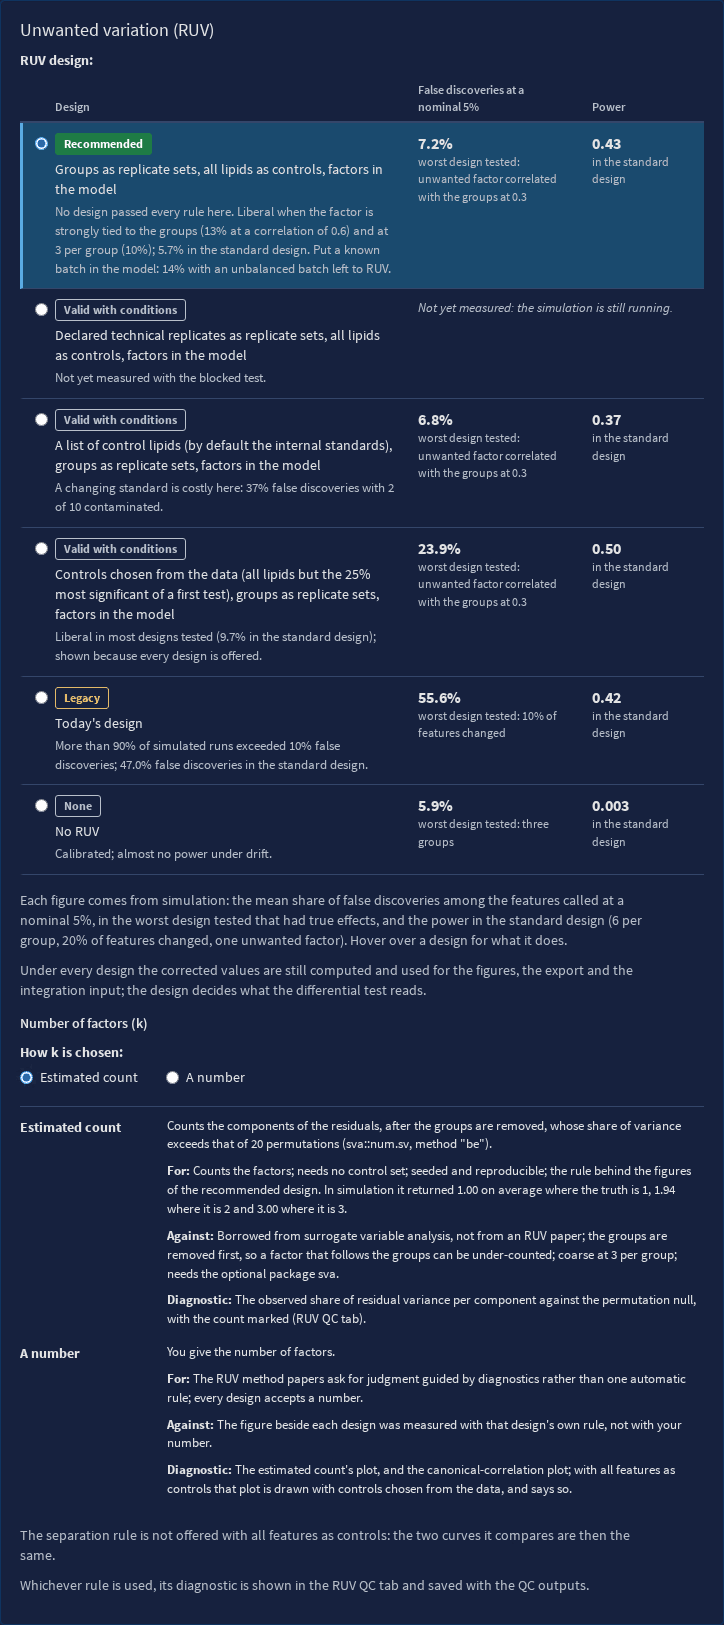 Unwanted variation (RUV)
RUV design:
Design
False discoveries at a
nominal 5%
Power
Recommended
Groups as replicate sets, all lipids as controls, factors in
the model
No design passed every rule here. Liberal when the factor is
strongly tied to the groups (13% at a correlation of 0.6) and at
3 per group (10%); 5.7% in the standard design. Put a known
batch in the model: 14% with an unbalanced batch left to RUV.
7.2%
worst design tested:
unwanted factor correlated
with the groups at 0.3
0.43
in the standard
design
Valid with conditions
Declared technical replicates as replicate sets, all lipids
as controls, factors in the model
Not yet measured with the blocked test.
Not yet measured: the simulation is still running.
Valid with conditions
A list of control lipids (by default the internal standards),
groups as replicate sets, factors in the model
A changing standard is costly here: 37% false discoveries with 2
of 10 contaminated.
6.8%
worst design tested:
unwanted factor correlated
with the groups at 0.3
0.37
in the standard
design
Valid with conditions
Controls chosen from the data (all lipids but the 25%
most significant of a first test), groups as replicate sets,
factors in the model
Liberal in most designs tested (9.7% in the standard design);
shown because every design is offered.
23.9%
worst design tested:
unwanted factor correlated
with the groups at 0.3
0.50
in the standard
design
Legacy
Today's design
More than 90% of simulated runs exceeded 10% false
discoveries; 47.0% false discoveries in the standard design.
55.6%
worst design tested: 10% of
features changed
0.42
in the standard
design
None
No RUV
Calibrated; almost no power under drift.
5.9%
worst design tested: three
groups
0.003
in the standard
design
Each figure comes from simulation: the mean share of false discoveries among the features called at a
nominal 5%, in the worst design tested that had true effects, and the power in the standard design (6 per
group, 20% of features changed, one unwanted factor). Hover over a design for what it does.
Under every design the corrected values are still computed and used for the figures, the export and the
integration input; the design decides what the differential test reads.
Number of factors (k)
How k is chosen:
Estimated count
A number
Estimated count
Counts the components of the residuals, after the groups are removed, whose share of variance
exceeds that of 20 permutations (sva::num.sv, method "be").
For: Counts the factors; needs no control set; seeded and reproducible; the rule behind the figures
of the recommended design. In simulation it returned 1.00 on average where the truth is 1, 1.94
where it is 2 and 3.00 where it is 3.
Against: Borrowed from surrogate variable analysis, not from an RUV paper; the groups are
removed first, so a factor that follows the groups can be under-counted; coarse at 3 per group;
needs the optional package sva.
Diagnostic: The observed share of residual variance per component against the permutation null,
with the count marked (RUV QC tab).
A number
You give the number of factors.
For: The RUV method papers ask for judgment guided by diagnostics rather than one automatic
rule; every design accepts a number.
Against: The figure beside each design was measured with that design's own rule, not with your
number.
Diagnostic: The estimated count's plot, and the canonical-correlation plot; with all features as
controls that plot is drawn with controls chosen from the data, and says so.
The separation rule is not offered with all features as controls: the two curves it compares are then the
same.
Whichever rule is used, its diagnostic is shown in the RUV QC tab and saved with the QC outputs.